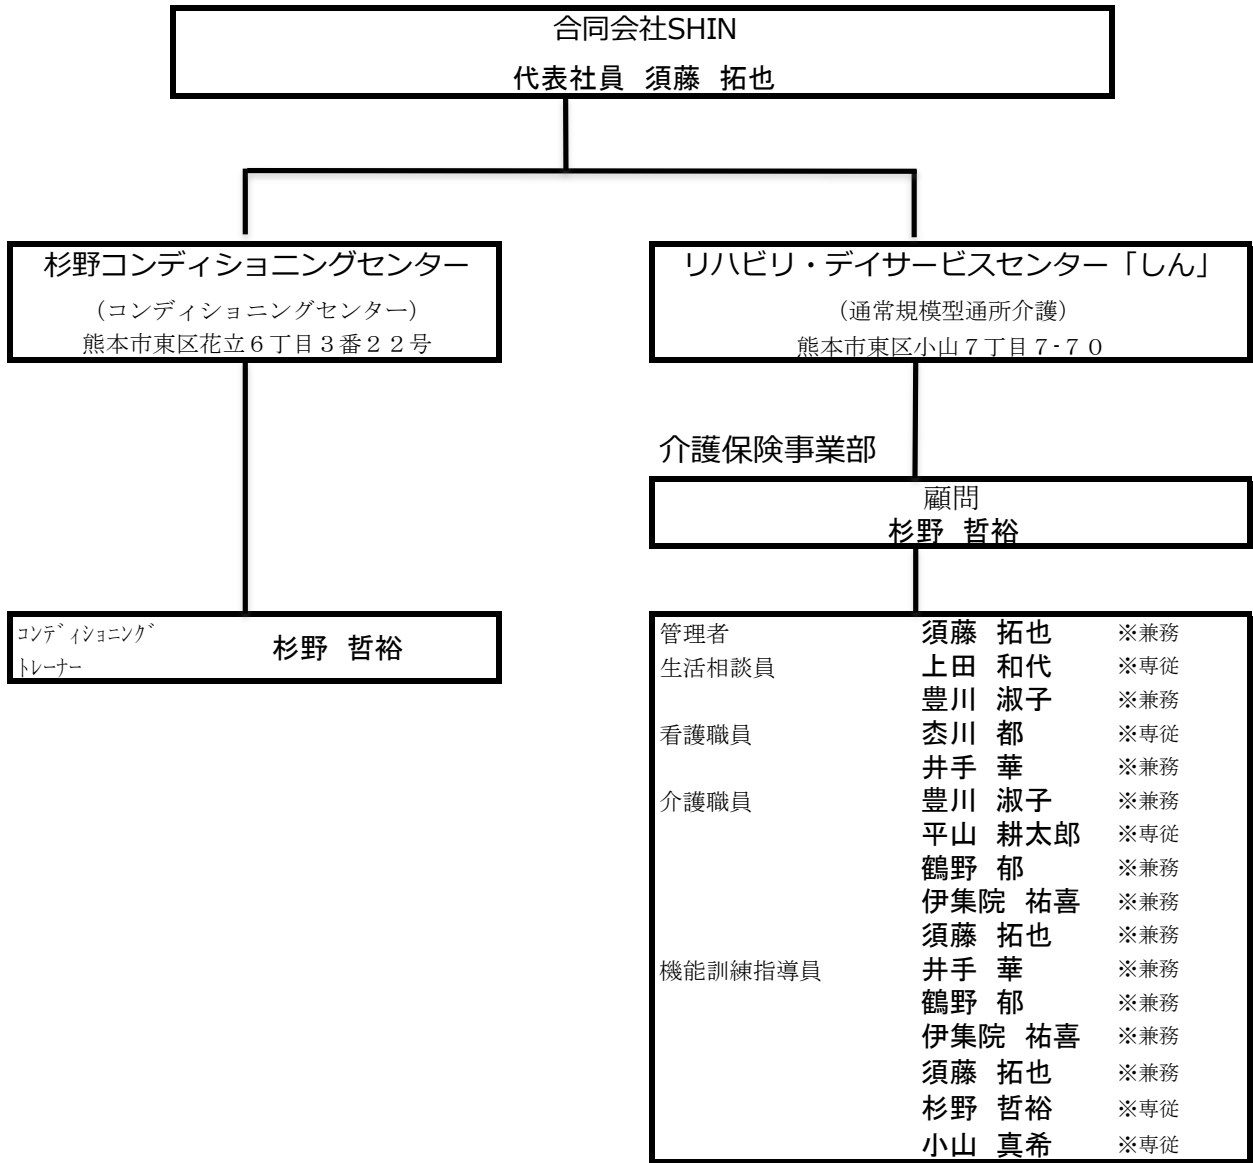 合同会社SHIN
代表社員 須藤 拓也
杉野コンディショニングセンター
(コンディショニングセンター)
熊本市東区花立6丁目3番22号
リハビリ・デイサービスセンター「しん」
(通常規模型通所介護)
熊本市東区小山7丁目7-70
介護保険事業部
顧問
杉野 哲裕
コンディショニング
トレーナー
杉野 哲裕
管理者 須藤 拓也 ※兼務
生活相談員 上田 和代 ※専従
豊川 淑子 ※兼務
看護職員 枩川 都 ※専従
井手 華 ※兼務
介護職員 豊川 淑子 ※兼務
平山 耕太郎 ※専従
鶴野 郁 ※兼務
伊集院 祐喜 ※兼務
須藤 拓也 ※兼務
機能訓練指導員 井手 華 ※兼務
鶴野 郁 ※兼務
伊集院 祐喜 ※兼務
須藤 拓也 ※兼務
杉野 哲裕 ※専従
小山 真希 ※専従